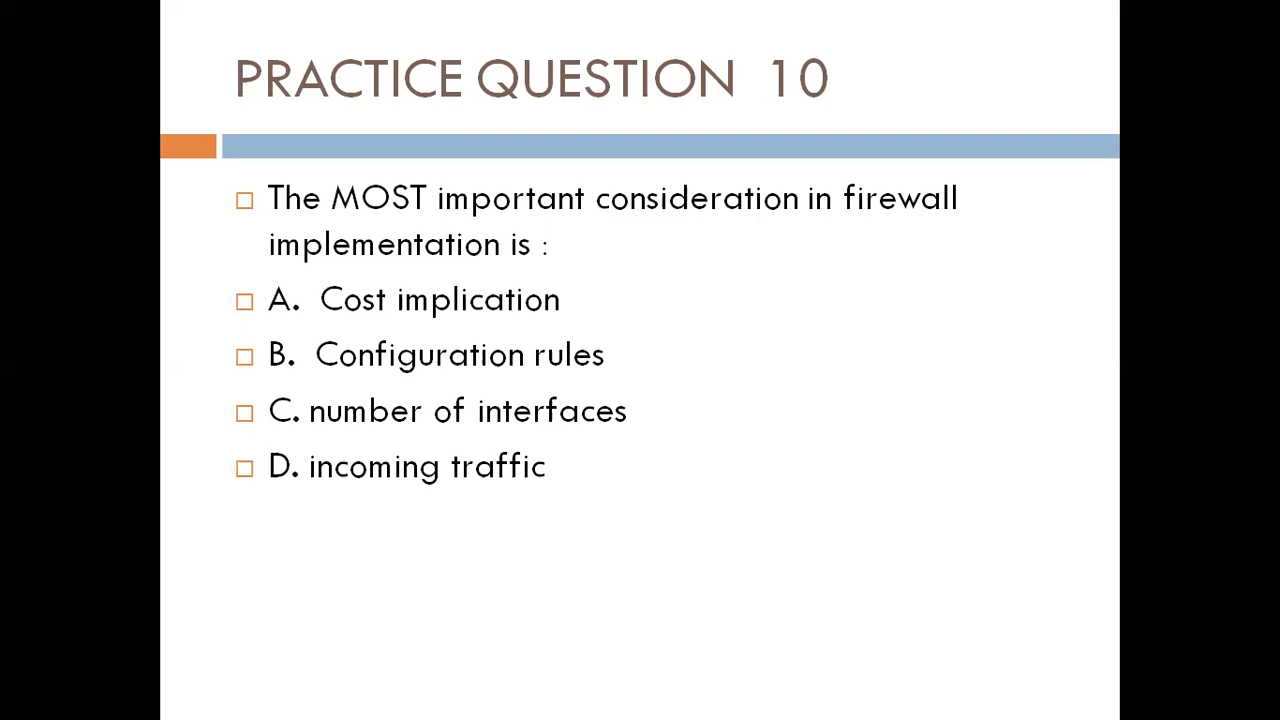 PRACTICE QUESTION 10
The MOST important consideration in firewall
implementation is :
A. Cost implication
B. Configuration rules
C. number of interfaces
D. incoming traffic